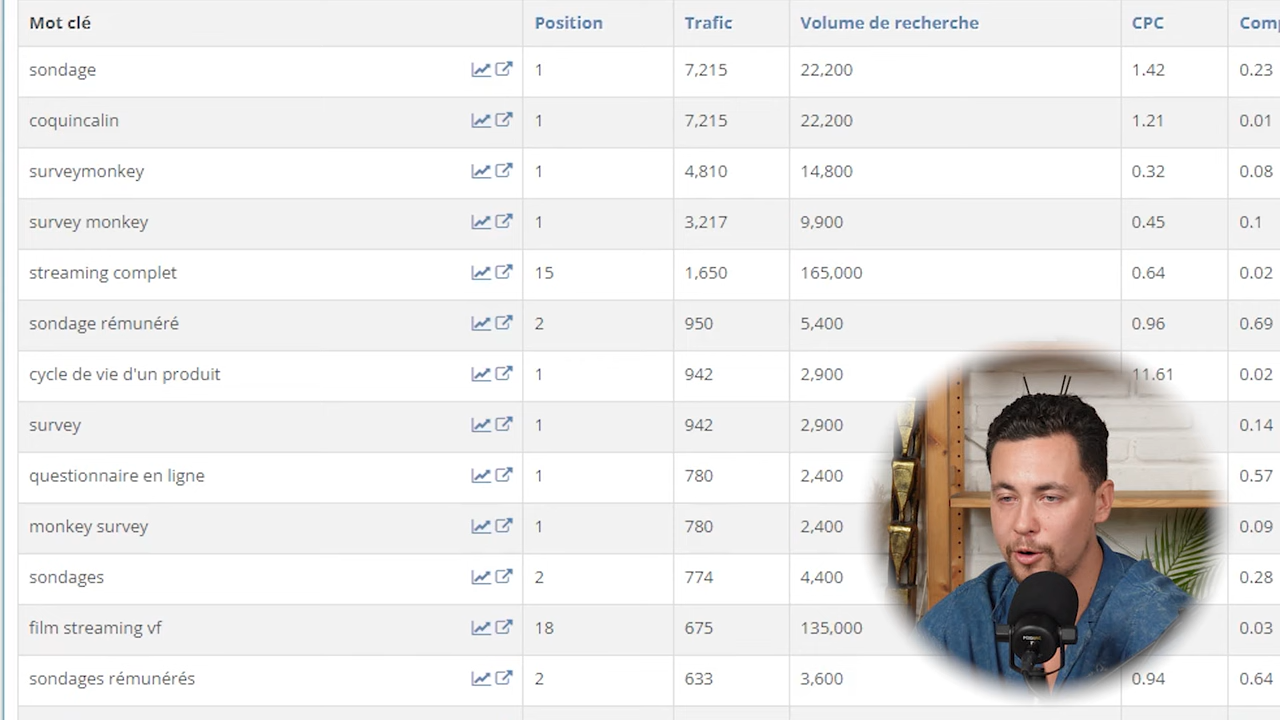 Mot clé Position Trafic Volume de recherche CPC Comp
sondage 1 7,215 22,200 1.42 0.23
coquincalin 1 7,215 22,200 1.21 0.01
surveymonkey 1 4,810 14,800 0.32 0.08
survey monkey 1 3,217 9,900 0.45 0.1
streaming complet 15 1,650 165,000 0.64 0.02
sondage rémunéré 2 950 5,400 0.96 0.69
cycle de vie d'un produit 1 942 2,900 11.61 0.02
survey 1 942 2,900 0.14
questionnaire en ligne 1 780 2,400 0.57
monkey survey 1 780 2,400 0.09
sondages 2 774 4,400 0.28
film streaming vf 18 675 135,000 0.03
sondages rémunérés 2 633 3,600 0.94 0.64